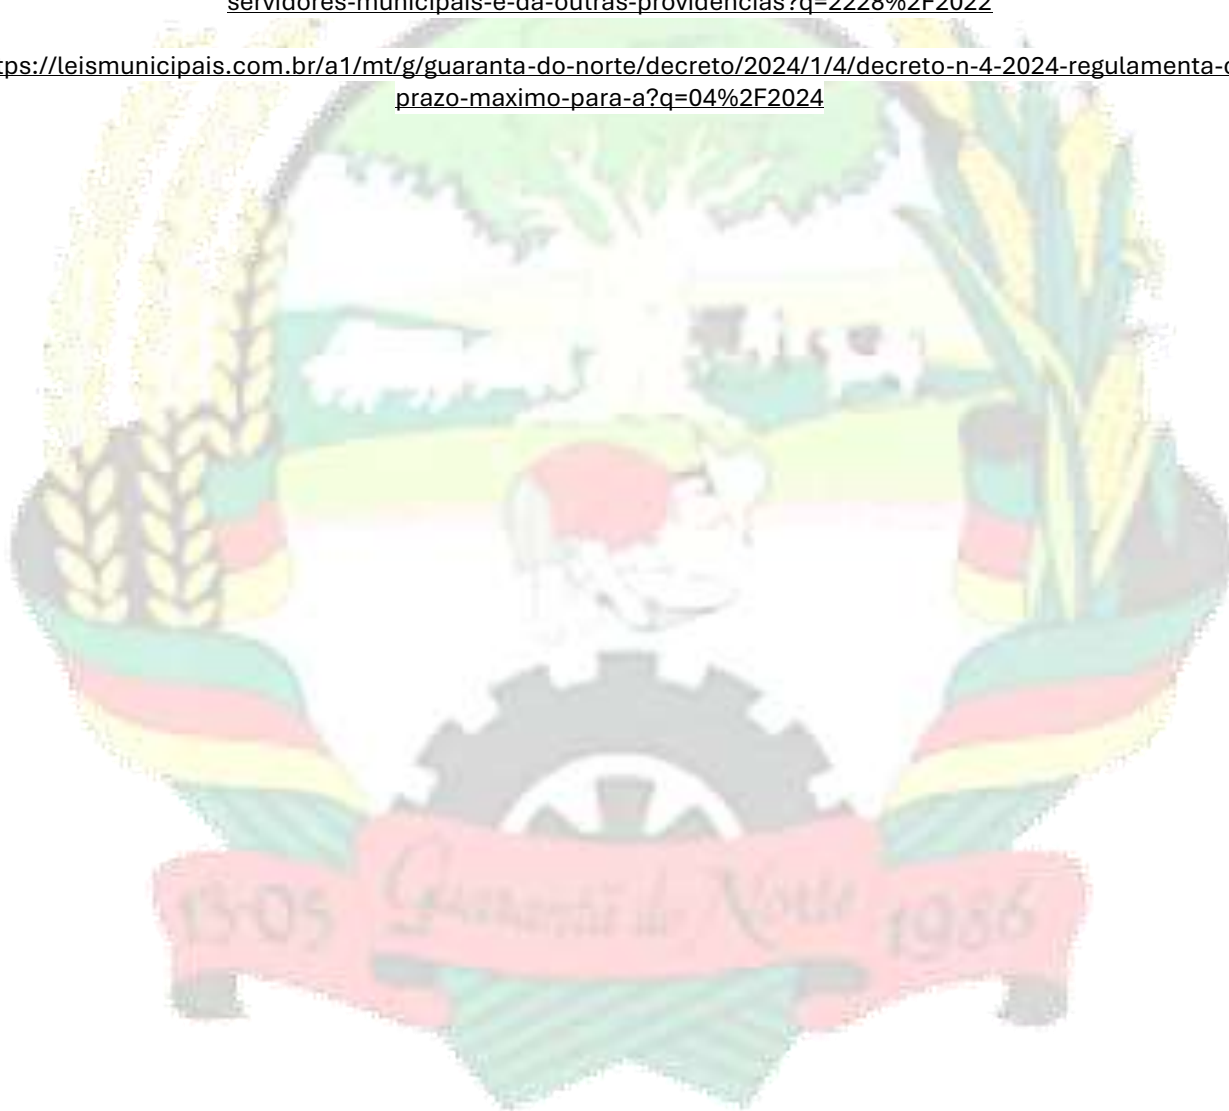 servidores-municipais-e-da-outras-providencias?q=2228%2F2022
tps://leismunicipais.com.br/a1/mt/g/guaranta-do-norte/decreto/2024/1/4/decreto-n-4-2024-regulamenta-o
prazo-maximo-para-a?q=04%2F2024
13-05 Guarantã do Norte 1986